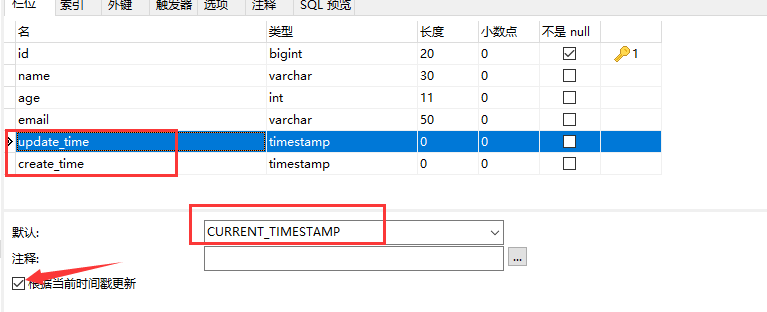 栏位 索引 外键 触发器 选项 注释 SQL 预览
名 类型 长度 小数点 不是 null
id bigint 20 0 1
name varchar 30 0
age int 11 0
email varchar 50 0
update_time timestamp 0 0
create_time timestamp 0 0
默认: CURRENT_TIMESTAMP
注释: ...
根据当前时间戳更新